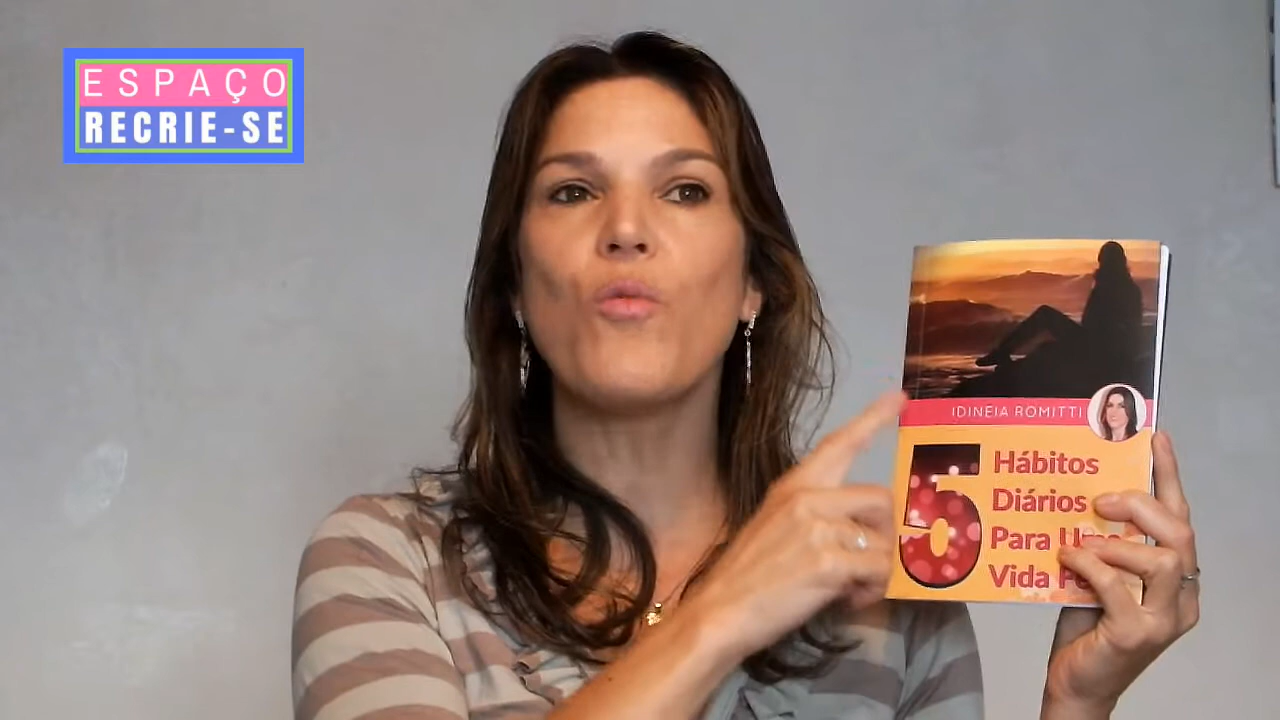 ESPAÇO
RECRIE-SE
IDINEIA ROMITTI
5
Hábitos
Diários
Para
Vida